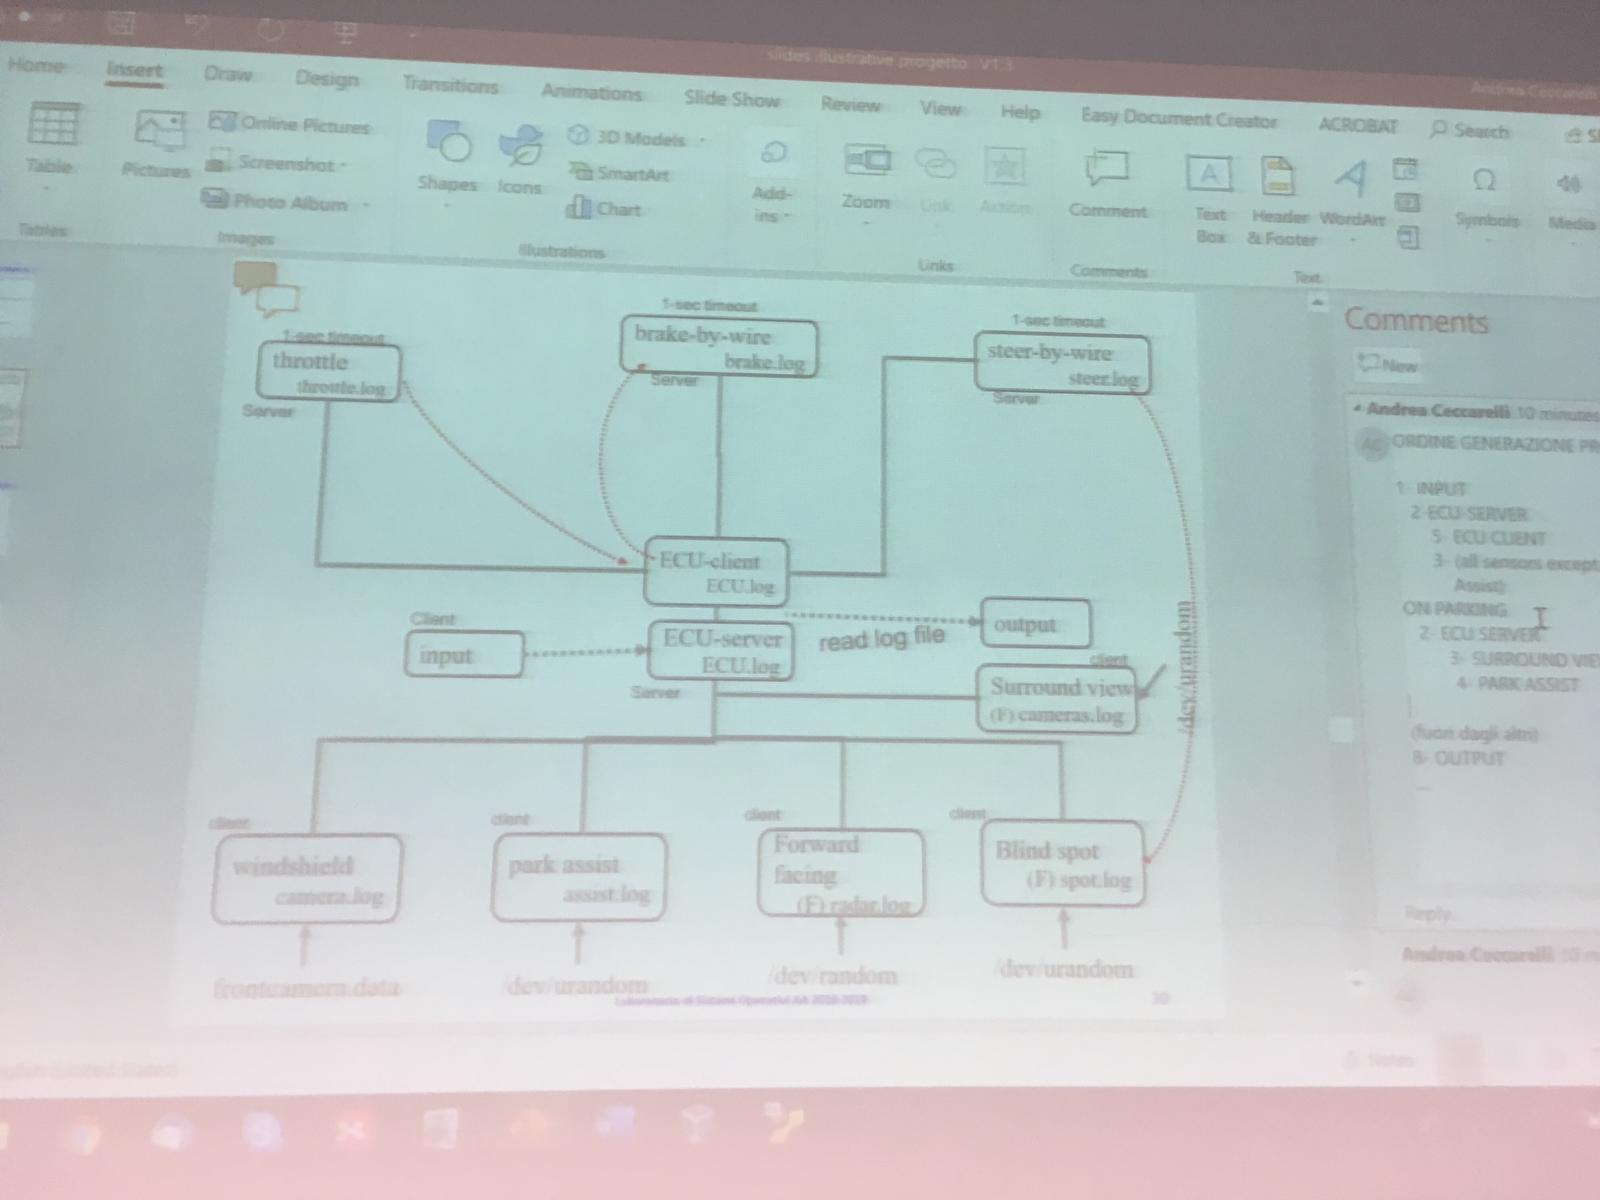 slides illustrative progetto V1.3
Andrea Ceccarelli
Home Insert Draw Design Transitions Animations Slide Show Review View Help Easy Document Creator ACROBAT Search
Table
Pictures
Online Pictures
Screenshot
Photo Album
Shapes
Icons
3D Models
SmartArt
Chart
Add-
ins
Zoom
Link
Action
Comment
Text
Box
Header
& Footer
WordArt
Symbols
Media
Tables
Images
Illustrations
Links
Comments
Text
1-sec timeout
throttle
throttle.log
Server
1-sec timeout
brake-by-wire
brake.log
Server
1-sec timeout
steer-by-wire
steer.log
Server
ECU-client
ECU.log
Client
input
ECU-server
ECU.log
Server
read log file
output
client
Surround view
(F) cameras.log
/dev/urandom
client
windshield
camera.log
client
park assist
assist.log
client
Forward
facing
(F) radar.log
client
Blind spot
(F) spot.log
frontcamera.data
/dev/urandom
/dev/random
/dev/urandom
Laboratorio di Sistemi Operativi AA 2018-2019
30
Comments
New
Andrea Ceccarelli 10 minutes
AC
ORDINE GENERAZIONE PR
1- INPUT
2-ECU-SERVER
5- ECU CLIENT
3- (all sensors except
Assist)
ON PARKING
2- ECU SERVER
3- SURROUND VIE
4- PARK ASSIST
(fuori dagli altri)
8- OUTPUT
Reply...
Andrea Ceccarelli 10 m
Notes